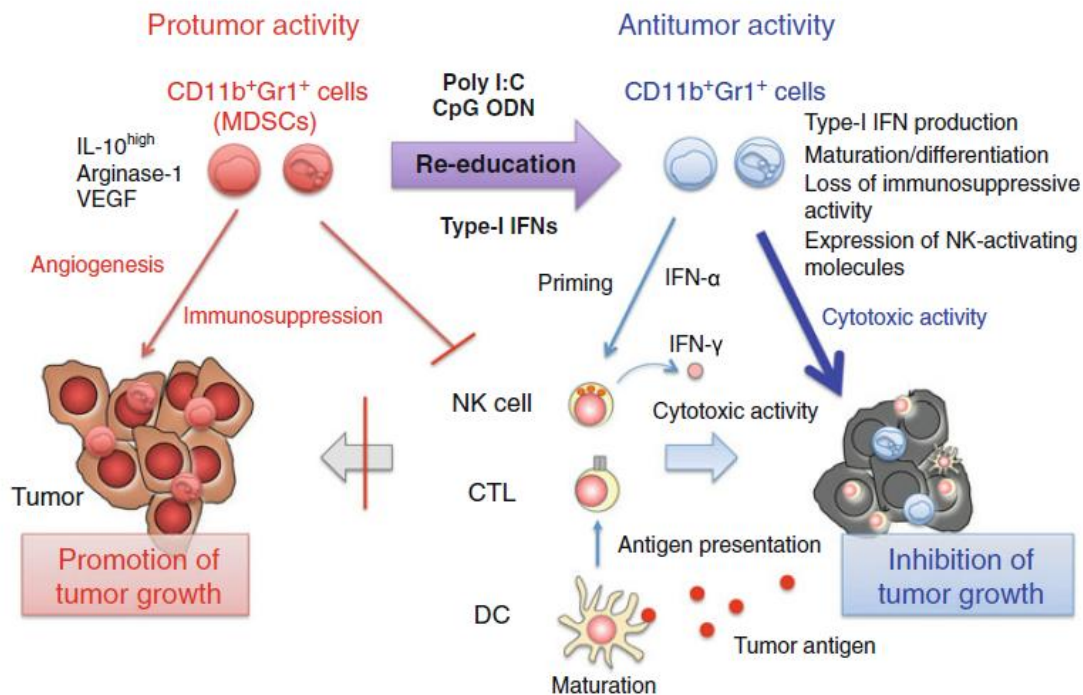 Protumor activity
Antitumor activity
CD11b⁺Gr1⁺ cells
(MDSCs)
IL-10ʰⁱᵍʰ
Arginase-1
VEGF
Poly I:C
CpG ODN
Re-education
Type-I IFNs
CD11b⁺Gr1⁺ cells
Type-I IFN production
Maturation/differentiation
Loss of immunosuppressive
activity
Expression of NK-activating
molecules
Angiogenesis
Immunosuppression
Priming
IFN-α
IFN-γ
Cytotoxic activity
NK cell
Cytotoxic activity
CTL
Tumor
Antigen presentation
Promotion of
tumor growth
Inhibition of
tumor growth
DC
Tumor antigen
Maturation